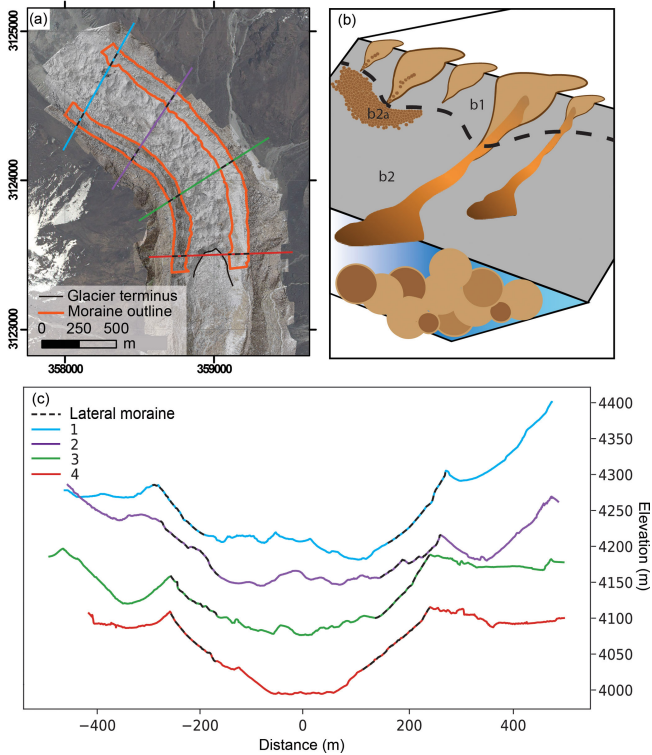 (a)
3125000
3124000
3123000
Glacier terminus
Moraine outline
0 250 500
m
358000 359000
(b)
b1
b2a
b2
(c)
Lateral moraine
1
2
3
4
4400
4350
4300
4250
4200
4150
4100
4050
4000
Elevation (m)
−400 −200 0 200 400
Distance (m)